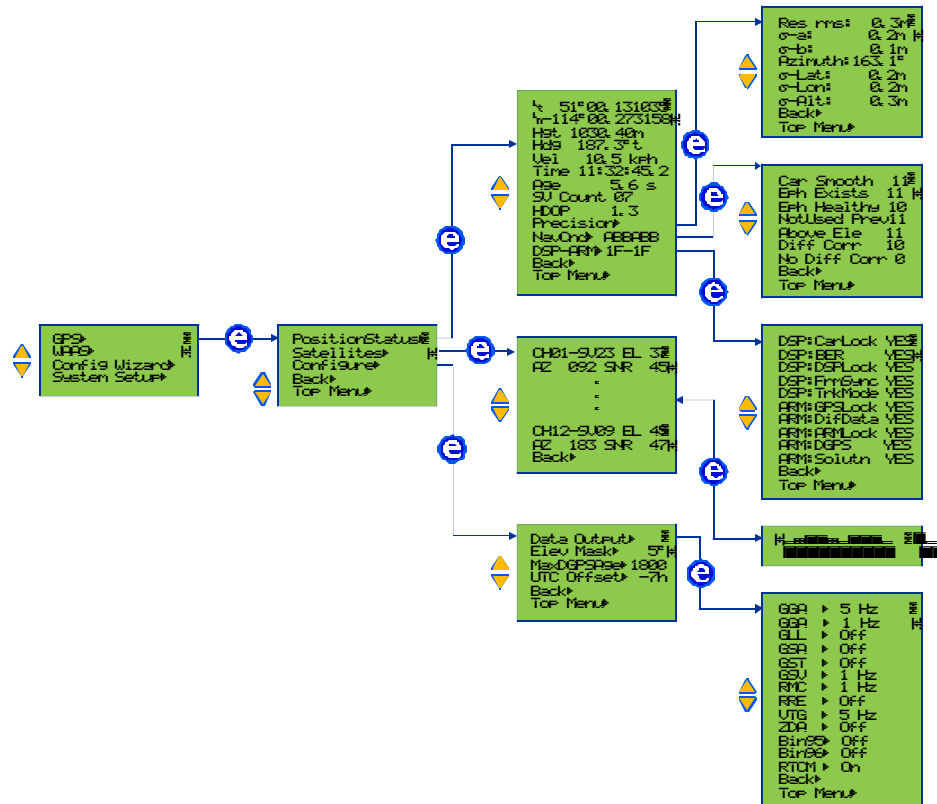 GPS
WAAS
Config Wizard
System Setup
PositionStatus
Satellites
Configure
Back
Top Menu
51°00.131039
-114°00.273158
Hgt 1030.40m
Hdg 187.3°t
Vel 10.5 kph
Time 11:32:45.2
Age 5.6 s
SV Count 07
HDOP 1.3
Precision
NavCnd ABBABB
DSP-ARM 1F-1F
Back
Top Menu
CH01-SV23 EL
AZ 092 SNR 45
CH12-SV09 EL
AZ 183 SNR 47
Back
Data Output
Elev Mask 5°
MaxDGPSAge 1800
UTC Offset -7h
Back
Top Menu
Res rms: 0.3m
σ-a: 0.2m
σ-b: 0.1m
Azimuth:163.1°
σ-Lat: 0.2m
σ-Lon: 0.2m
σ-Alt: 0.3m
Back
Top Menu
Car Smooth 11
Eph Exists 11
Eph Healthy 10
NotUsed Prev11
Above Ele 11
Diff Corr 10
No Diff Corr 0
Back
Top Menu
DSP:CarLock YES
DSP:BER YES
DSP:DSPLock YES
DSP:FrmSync YES
DSP:TrkMode YES
ARM:GPSLock YES
ARM:DifData YES
ARM:ARMLock YES
ARM:DGPS YES
ARM:Solutn YES
Back
Top Menu
GGA 5 Hz
GGA 1 Hz
GLL Off
GSA Off
GST Off
GSV 1 Hz
RMC 1 Hz
RRE Off
VTG 5 Hz
ZDA Off
Bin95 Off
Bin96 Off
RTCM On
Back
Top Menu
e
e
e
e
e
e
e
e
e